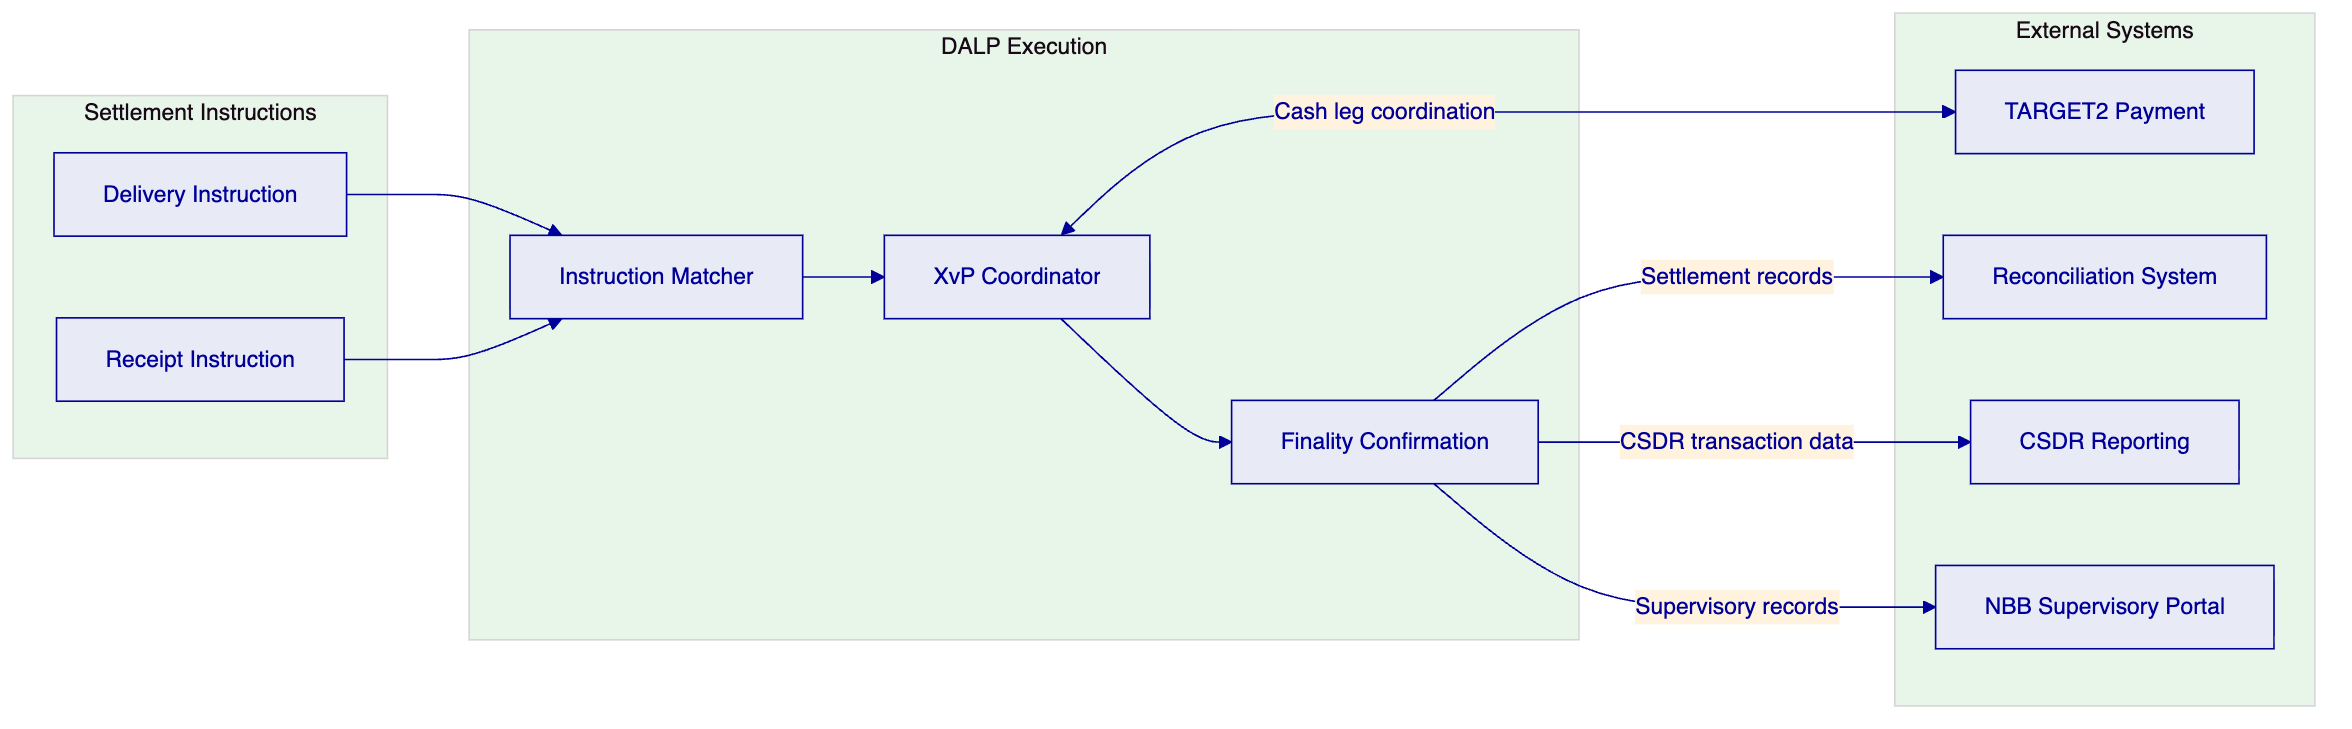 Settlement Instructions
Delivery Instruction
Receipt Instruction
DALP Execution
Instruction Matcher
XvP Coordinator
Finality Confirmation
Cash leg coordination
Settlement records
CSDR transaction data
Supervisory records
External Systems
TARGET2 Payment
Reconciliation System
CSDR Reporting
NBB Supervisory Portal